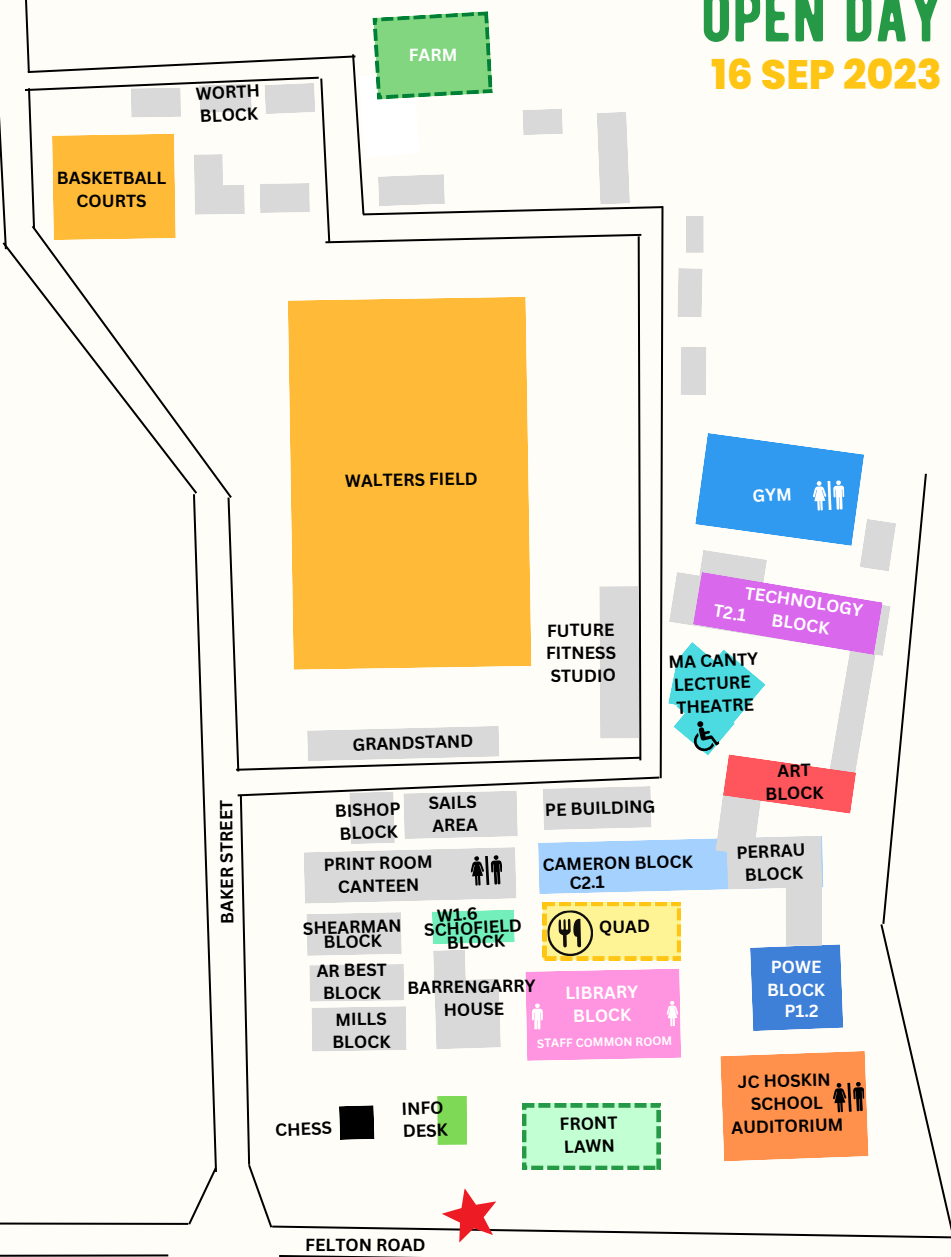 OPEN DAY
16 SEP 2023
FARM
WORTH
BLOCK
BASKETBALL
COURTS
WALTERS FIELD
GYM
TECHNOLOGY
T2.1 BLOCK
FUTURE
FITNESS
STUDIO
MA CANTY
LECTURE
THEATRE
GRANDSTAND
ART
BLOCK
BAKER STREET
BISHOP
BLOCK
SAILS
AREA
PE BUILDING
PRINT ROOM
CANTEEN
CAMERON BLOCK
C2.1
PERRAU
BLOCK
SHEARMAN
BLOCK
W1.6
SCHOFIELD
BLOCK
QUAD
AR BEST
BLOCK
BARRENGARRY
HOUSE
LIBRARY
BLOCK
STAFF COMMON ROOM
POWE
BLOCK
P1.2
MILLS
BLOCK
JC HOSKIN
SCHOOL
AUDITORIUM
CHESS
INFO
DESK
FRONT
LAWN
FELTON ROAD